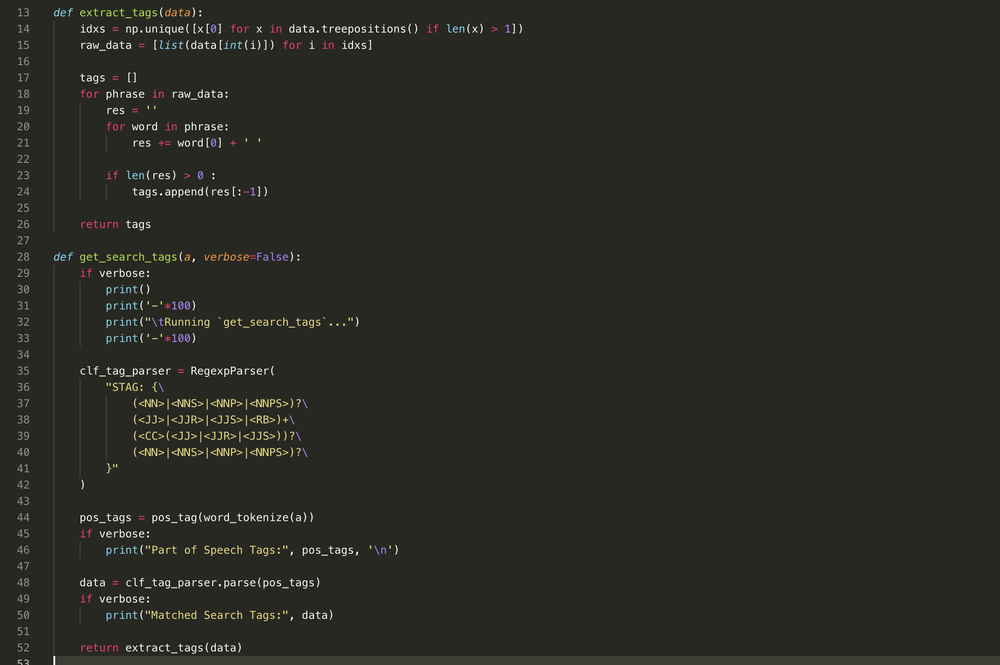 13 def extract_tags(data):
14     idxs = np.unique([x[0] for x in data.treepositions() if len(x) > 1])
15     raw_data = [list(data[int(i)]) for i in idxs]
16
17     tags = []
18     for phrase in raw_data:
19         res = ''
20         for word in phrase:
21             res += word[0] + ' '
22
23         if len(res) > 0 :
24             tags.append(res[:-1])
25
26     return tags
27
28 def get_search_tags(a, verbose=False):
29     if verbose:
30         print()
31         print('-'*100)
32         print("\tRunning `get_search_tags`...")
33         print('-'*100)
34
35     clf_tag_parser = RegexpParser(
36         "STAG: {\
37             (<NN>|<NNS>|<NNP>|<NNPS>)?\
38             (<JJ>|<JJR>|<JJS>|<RB>)+\
39             (<CC>(<JJ>|<JJR>|<JJS>))?\
40             (<NN>|<NNS>|<NNP>|<NNPS>)?\
41         }"
42     )
43
44     pos_tags = pos_tag(word_tokenize(a))
45     if verbose:
46         print("Part of Speech Tags:", pos_tags, '\n')
47
48     data = clf_tag_parser.parse(pos_tags)
49     if verbose:
50         print("Matched Search Tags:", data)
51
52     return extract_tags(data)
53